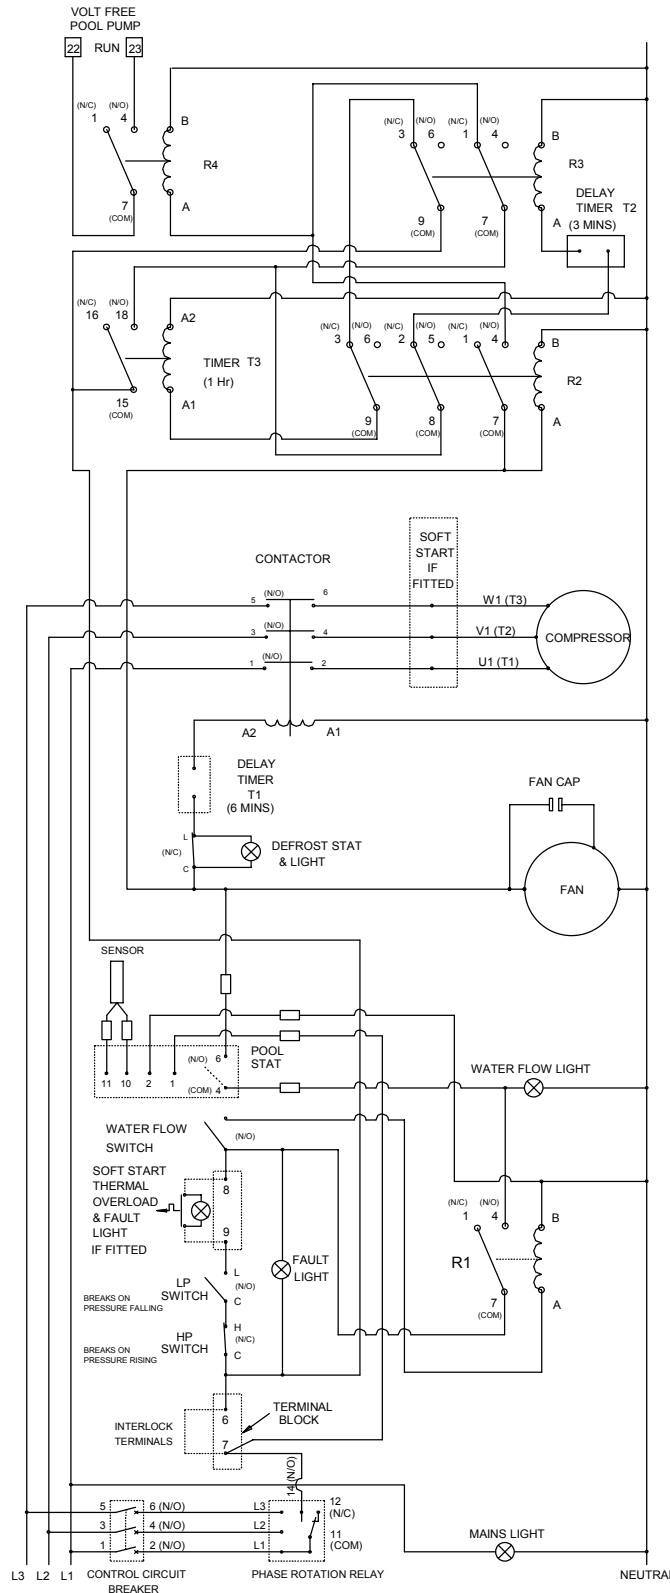 VOLT FREE
POOL PUMP
22 RUN 23
(N/C) (N/O)
1 4
B
R4
A
7
(COM)
(N/C) (N/O) (N/C) (N/O)
3 6 1 4
B
R3
DELAY
TIMER T2
(3 MINS)
A
9 7
(COM) (COM)
(N/C) (N/O)
16 18
A2
TIMER T3
(1 Hr)
A1
15
(COM)
(N/C) (N/O) (N/C) (N/O) (N/C) (N/O)
3 6 2 5 1 4
B
R2
A
9 8 7
(COM) (COM) (COM)
SOFT
START
IF
FITTED
CONTACTOR
5 (N/O) 6
W1 (T3)
3 (N/O) 4
V1 (T2)
COMPRESSOR
1 (N/O) 2
U1 (T1)
A2 A1
DELAY
TIMER
T1
(6 MINS)
FAN CAP
L
(N/C)
C
DEFROST STAT
& LIGHT
FAN
SENSOR
POOL
STAT
(N/O) 6
11 10 2 1
(COM) 4
WATER FLOW LIGHT
WATER FLOW
SWITCH
(N/O)
SOFT START
THERMAL
OVERLOAD
& FAULT
LIGHT
IF FITTED
8
9
(N/C) (N/O)
1 4
B
R1
A
7
(COM)
FAULT
LIGHT
L
(N/O)
C
LP
SWITCH
BREAKS ON
PRESSURE FALLING
H
(N/C)
C
HP
SWITCH
BREAKS ON
PRESSURE RISING
TERMINAL
BLOCK
INTERLOCK
TERMINALS
6
7
14 (N/O)
12
(N/C)
11
(COM)
5 6 (N/O) L3
3 4 (N/O) L2
1 2 (N/O) L1
MAINS LIGHT
L3 L2 L1
CONTROL CIRCUIT
BREAKER
PHASE ROTATION RELAY
NEUTRAL